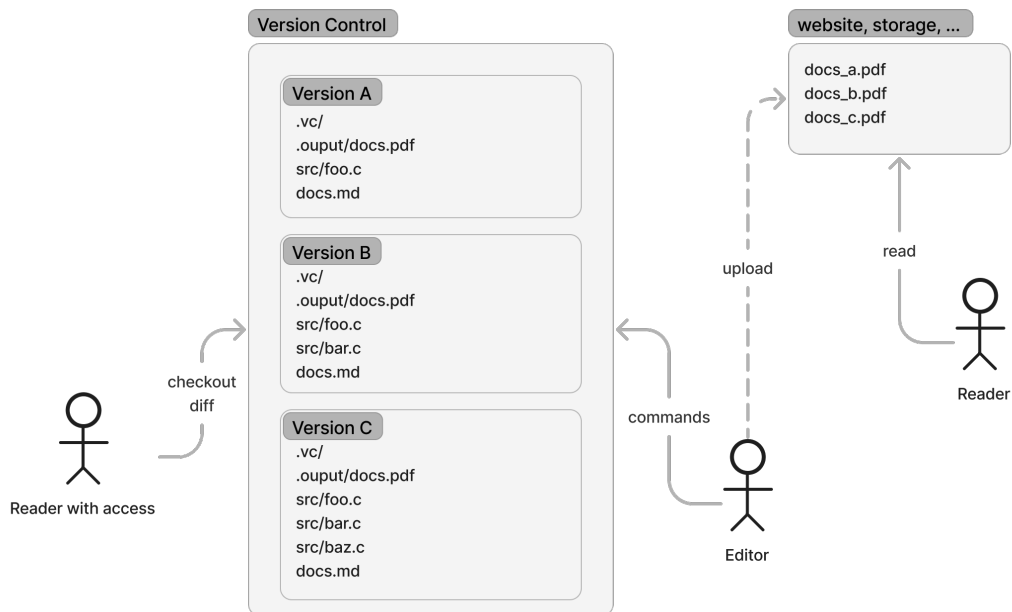 Version Control
Version A
.vc/
.ouput/docs.pdf
src/foo.c
docs.md
Version B
.vc/
.ouput/docs.pdf
src/foo.c
src/bar.c
docs.md
Version C
.vc/
.ouput/docs.pdf
src/foo.c
src/bar.c
src/baz.c
docs.md
checkout
diff
Reader with access
commands
Editor
upload
website, storage, ...
docs_a.pdf
docs_b.pdf
docs_c.pdf
read
Reader